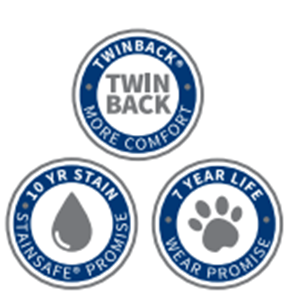 TWINBACK®
TWIN
BACK
MORE COMFORT
10 YR STAIN
STAINSAFE® PROMISE
7 YEAR LIFE
WEAR PROMISE